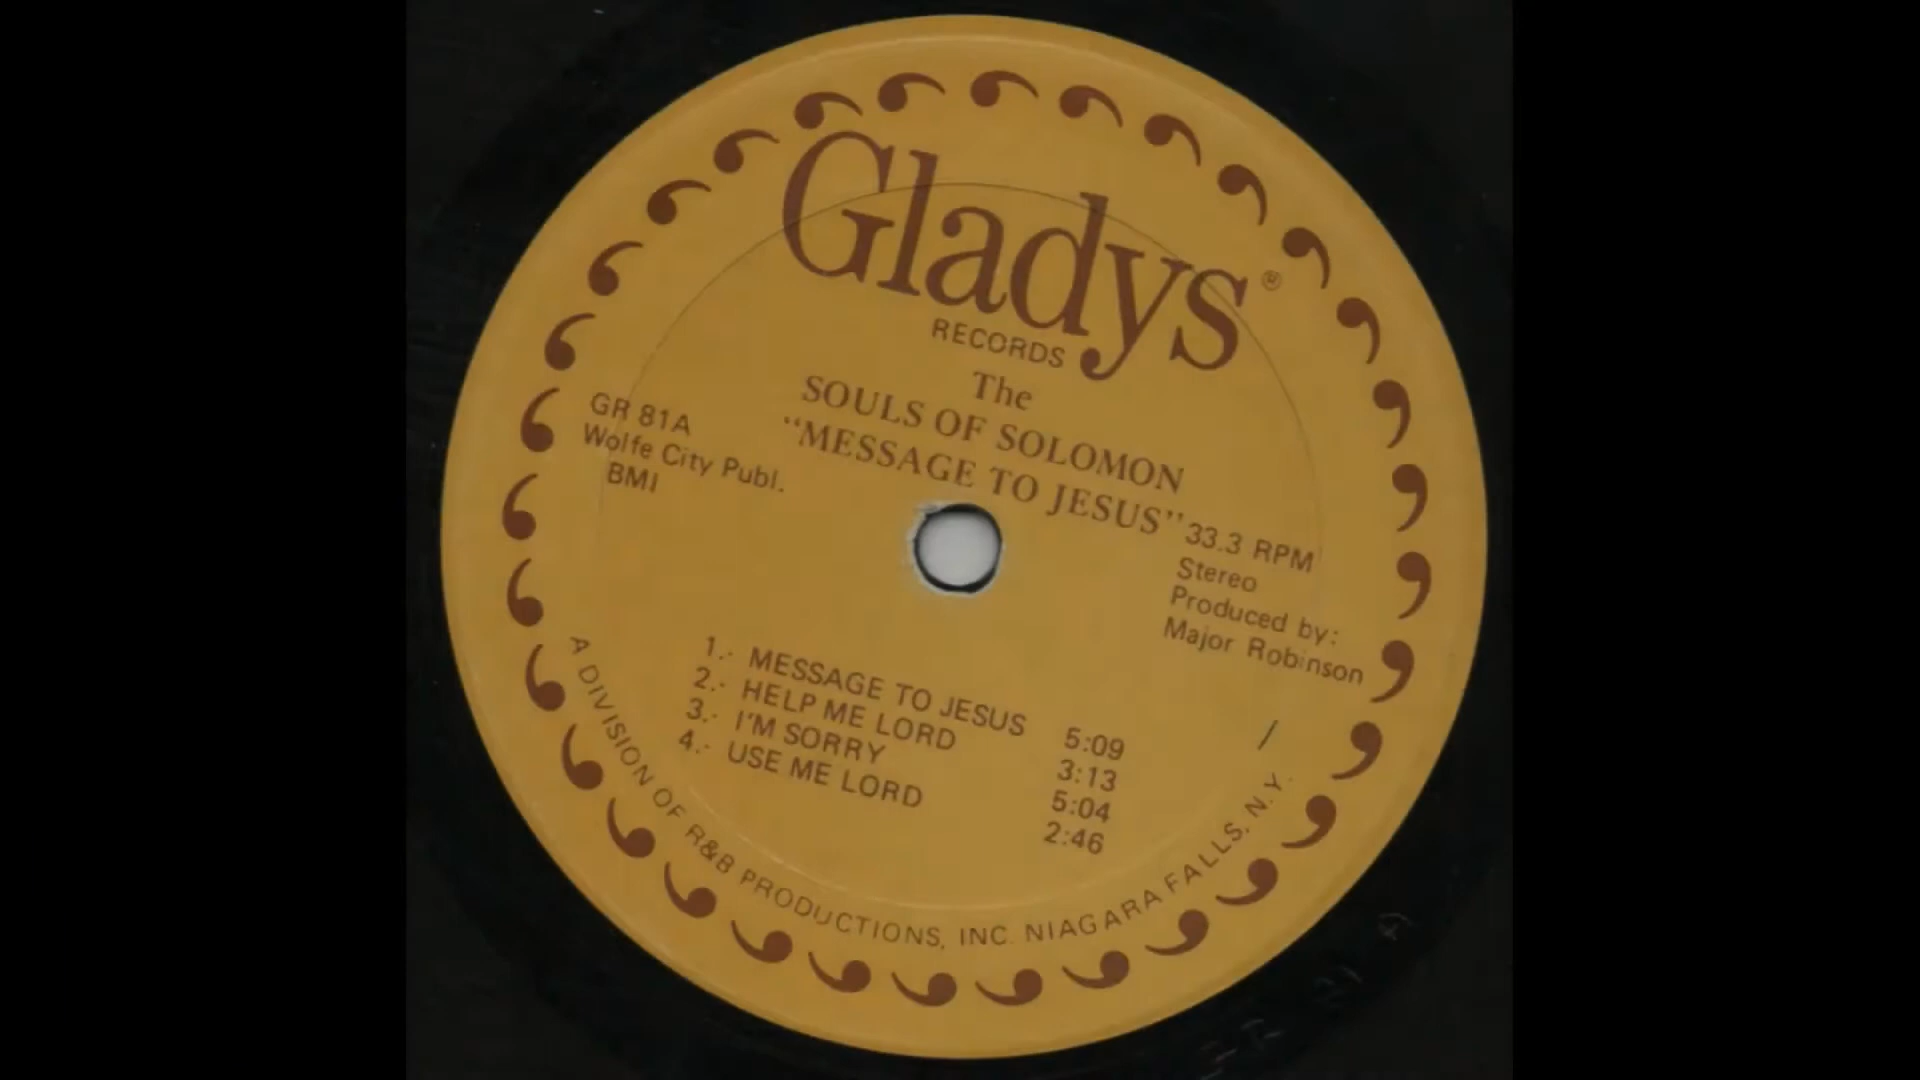 Gladys®
RECORDS
The
SOULS OF SOLOMON
"MESSAGE TO JESUS"
GR 81A
Wolfe City Publ.
BMI
33.3 RPM
Stereo
Produced by:
Major Robinson
1.- MESSAGE TO JESUS 5:09
2.- HELP ME LORD 3:13
3.- I'M SORRY 5:04
4.- USE ME LORD 2:46
A DIVISION OF R&B PRODUCTIONS, INC. NIAGARA FALLS, N.Y.